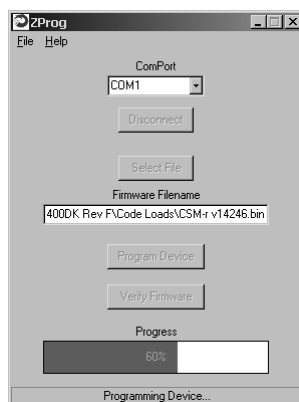 ZProg
File Help
ComPort
COM1
Disconnect
Select File
Firmware Filename
400DK Rev F\Code Loads\CSM-r v14246.bin
Program Device
Verify Firmware
Progress
60%
Programming Device...